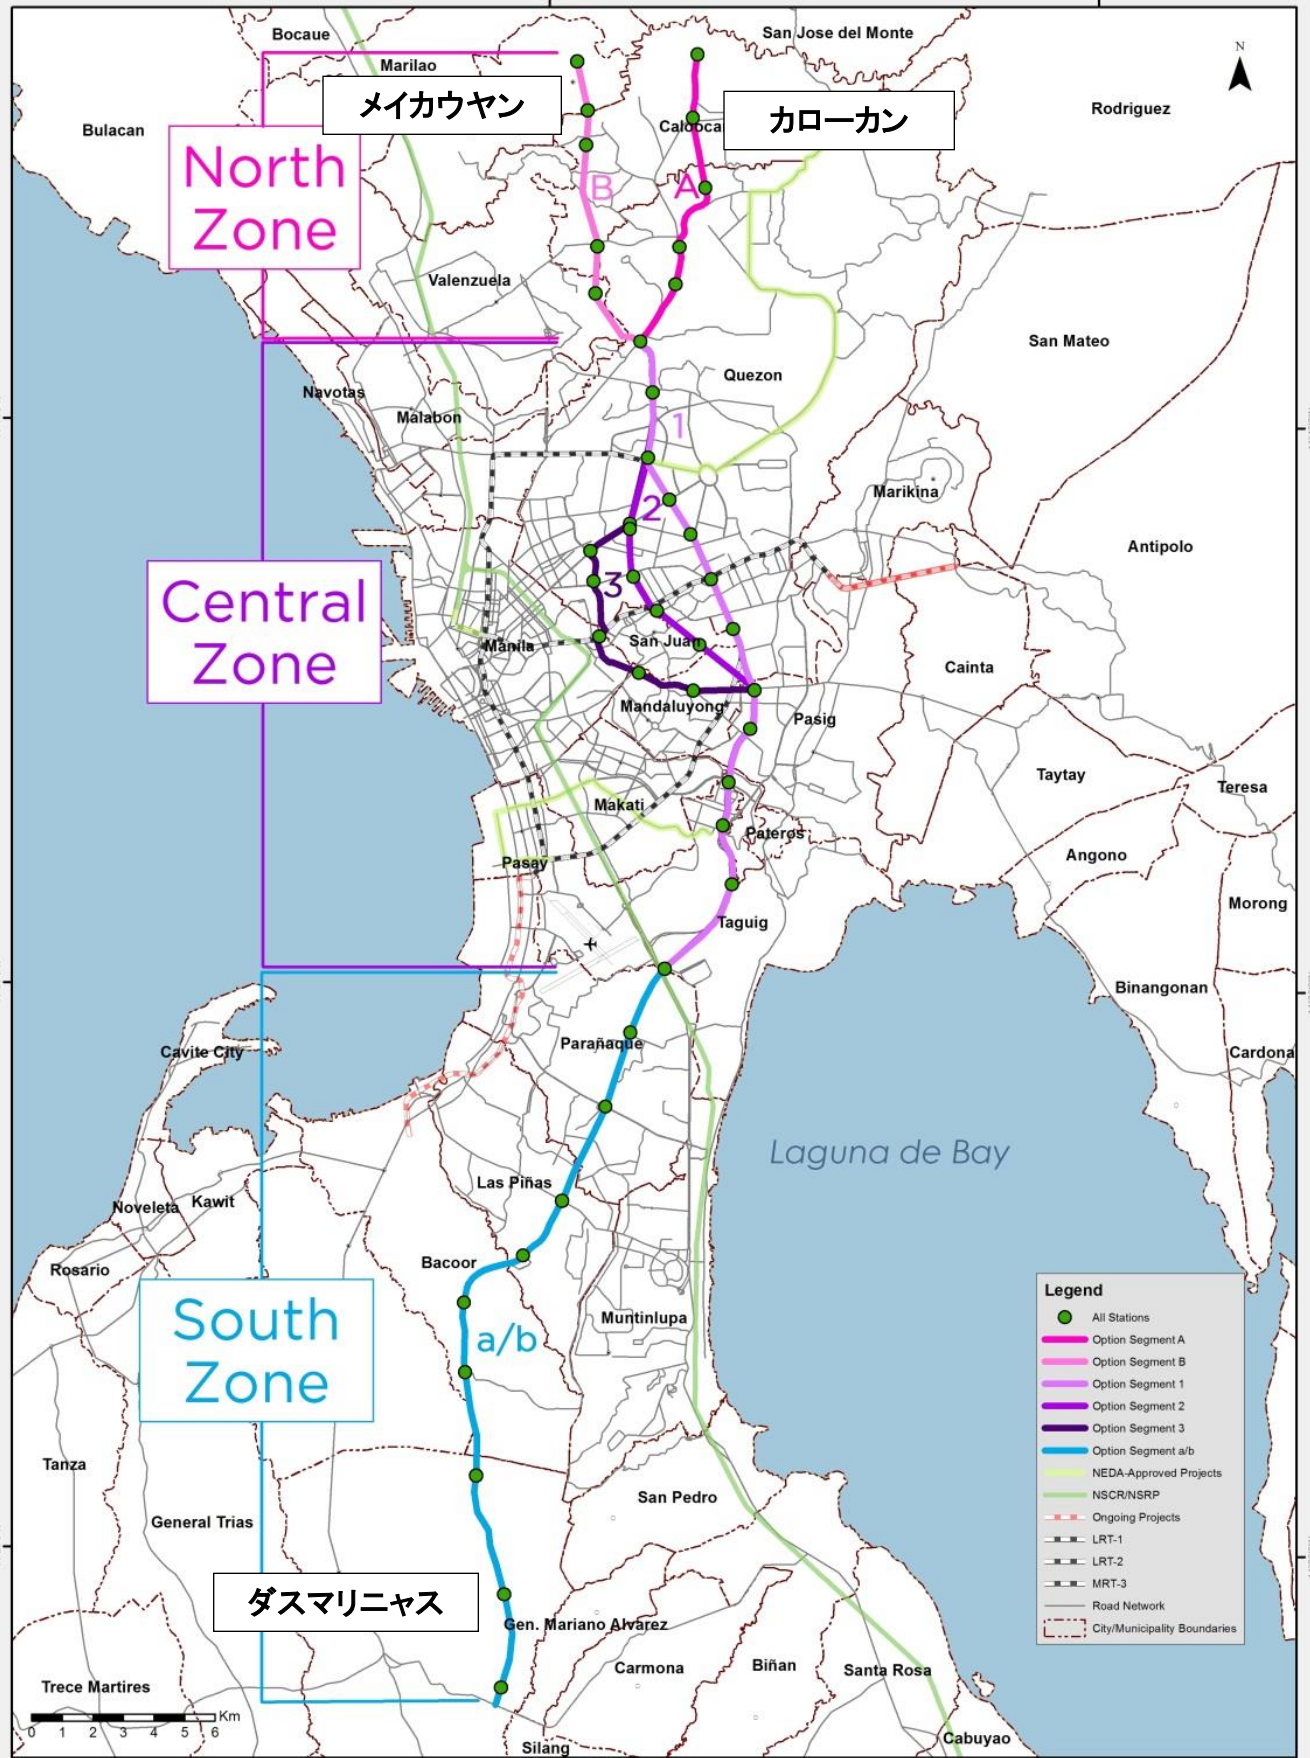 Bocaue
San Jose del Monte
N
Marilao
メイカウヤン
カローカン
Rodriguez
Bulacan
Caloocan
North
Zone
B
A
Valenzuela
San Mateo
Quezon
Navotas
Malabon
1
Marikina
2
Antipolo
3
Central
Zone
Manila
San Juan
Cainta
Mandaluyong
Pasig
Taytay
Teresa
Makati
Pateros
Angono
Pasay
Morong
Taguig
Binangonan
Parañaque
Cavite City
Cardona
Laguna de Bay
Las Piñas
Noveleta
Kawit
Bacoor
Rosario
South
Zone
a/b
Muntinlupa
Legend
All Stations
Option Segment A
Option Segment B
Option Segment 1
Option Segment 2
Option Segment 3
Option Segment a/b
NEDA-Approved Projects
NSCR/NSRP
Ongoing Projects
LRT-1
LRT-2
MRT-3
Road Network
City/Municipality Boundaries
Tanza
San Pedro
General Trias
ダスマリニャス
Gen. Mariano Alvarez
Carmona
Biñan
Santa Rosa
Trece Martires
Km
0 1 2 3 4 5 6
Silang
Cabuyao